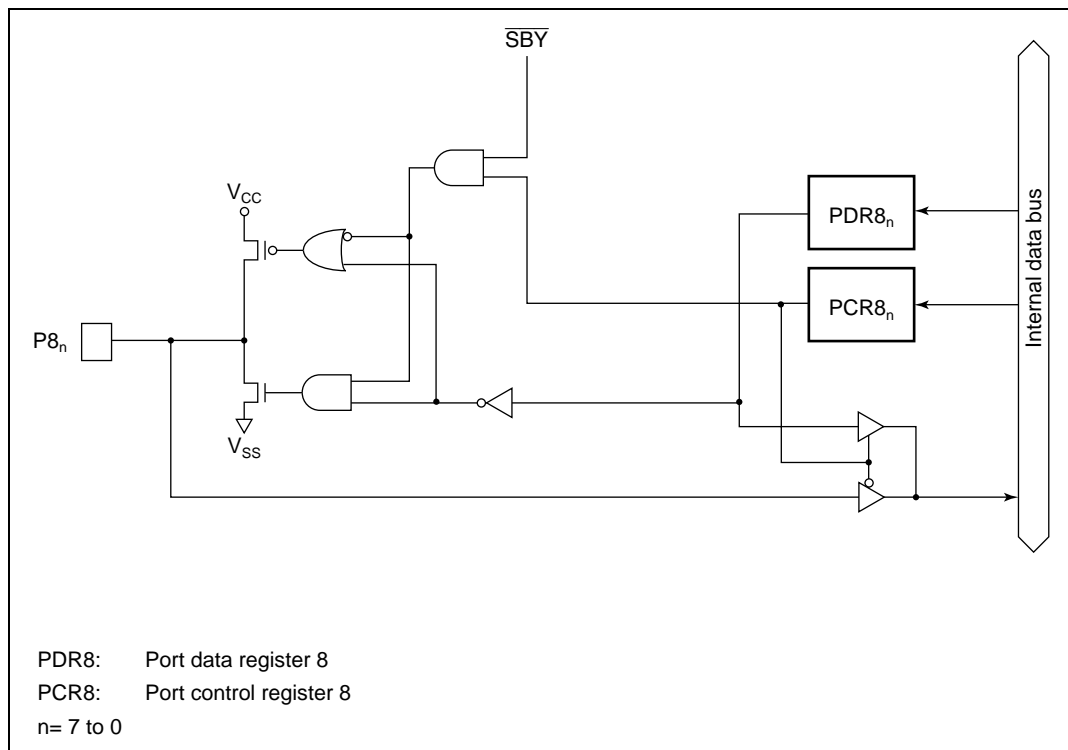 SBY
V_CC
PDR8_n
PCR8_n
Internal data bus
P8_n
V_SS
PDR8: Port data register 8
PCR8: Port control register 8
n= 7 to 0